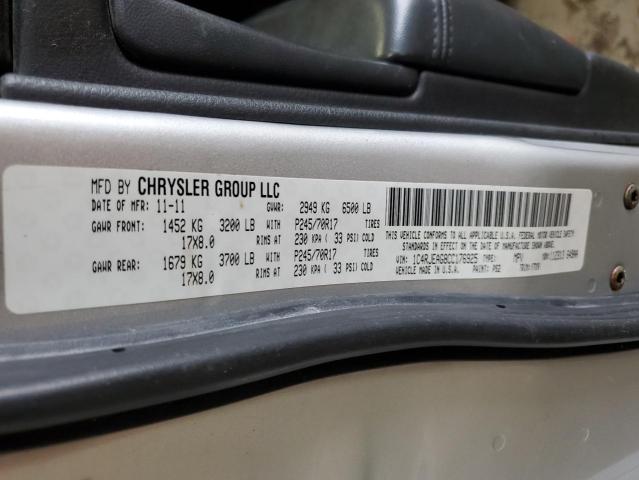 MFD BY CHRYSLER GROUP LLC
DATE OF MFR: 11-11 GVWR: 2949 KG 6500 LB
GAWR FRONT: 1452 KG 3200 LB WITH P245/70R17 TIRES
17X8.0 RIMS AT 230 KPA ( 33 PSI) COLD
GAWR REAR: 1679 KG 3700 LB WITH P245/70R17 TIRES
17X8.0 RIMS AT 230 KPA ( 33 PSI) COLD
THIS VEHICLE CONFORMS TO ALL APPLICABLE U.S.A. FEDERAL MOTOR VEHICLE SAFETY
STANDARDS IN EFFECT ON THE DATE OF MANUFACTURE SHOWN ABOVE.
VIN: 1C4RJEAG8CC176925 TYPE: MPV
PAINT: PS2 TRIM: